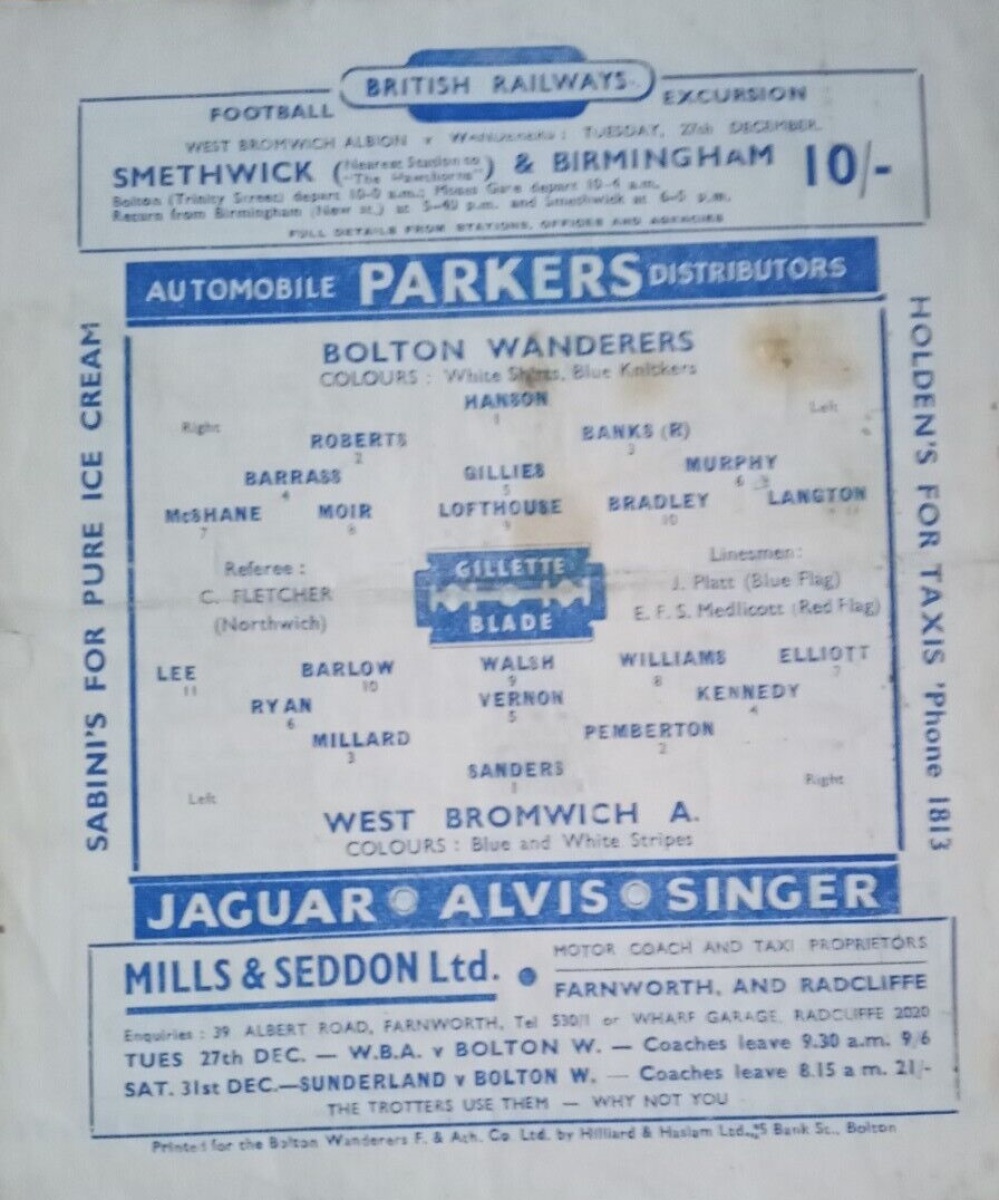 BRITISH RAILWAYS
FOOTBALL EXCURSION
WEST BROMWICH ALBION v WANDERERS: TUESDAY, 27th DECEMBER
SMETHWICK (Nearest Station to "The Hawthorns") & BIRMINGHAM 10/-
Bolton (Trinity Street) depart 10-0 a.m.; Moses Gate depart 10-6 a.m.
Return from Birmingham (New st.) at 5-40 p.m. and Smethwick at 6-5 p.m.
FULL DETAILS FROM STATIONS, OFFICES AND AGENCIES
AUTOMOBILE PARKERS DISTRIBUTORS
SABINI'S FOR PURE ICE CREAM
HOLDEN'S FOR TAXIS 'Phone 1813
BOLTON WANDERERS
COLOURS : White Shirts, Blue Knickers
HANSON
1
Right Left
ROBERTS BANKS (R)
2 3
BARRASS GILLIES MURPHY
4 5 6
McSHANE MOIR LOFTHOUSE BRADLEY LANGTON
7 8 9 10
Referee : Linesmen:
C. FLETCHER J. Platt (Blue Flag)
(Northwich) E. F. S. Medlicott (Red Flag)
GILLETTE
BLADE
LEE BARLOW WALSH WILLIAMS ELLIOTT
11 10 9 8 7
RYAN VERNON KENNEDY
6 5 4
MILLARD PEMBERTON
3 2
SANDERS
1
Left Right
WEST BROMWICH A.
COLOURS : Blue and White Stripes
JAGUAR ALVIS SINGER
MILLS & SEDDON Ltd. • MOTOR COACH AND TAXI PROPRIETORS
FARNWORTH, AND RADCLIFFE
Enquiries : 39 ALBERT ROAD, FARNWORTH, Tel 530/1 or WHARF GARAGE, RADCLIFFE 2020
TUES 27th DEC. — W.B.A. v BOLTON W. — Coaches leave 9.30 a.m. 9/6
SAT. 31st DEC.—SUNDERLAND v BOLTON W. — Coaches leave 8.15 a m. 21/-
THE TROTTERS USE THEM — WHY NOT YOU
Printed for the Bolton Wanderers F. & Ath. Co. Ltd. by Hilliard & Haslam Ltd., 5 Bank St., Bolton